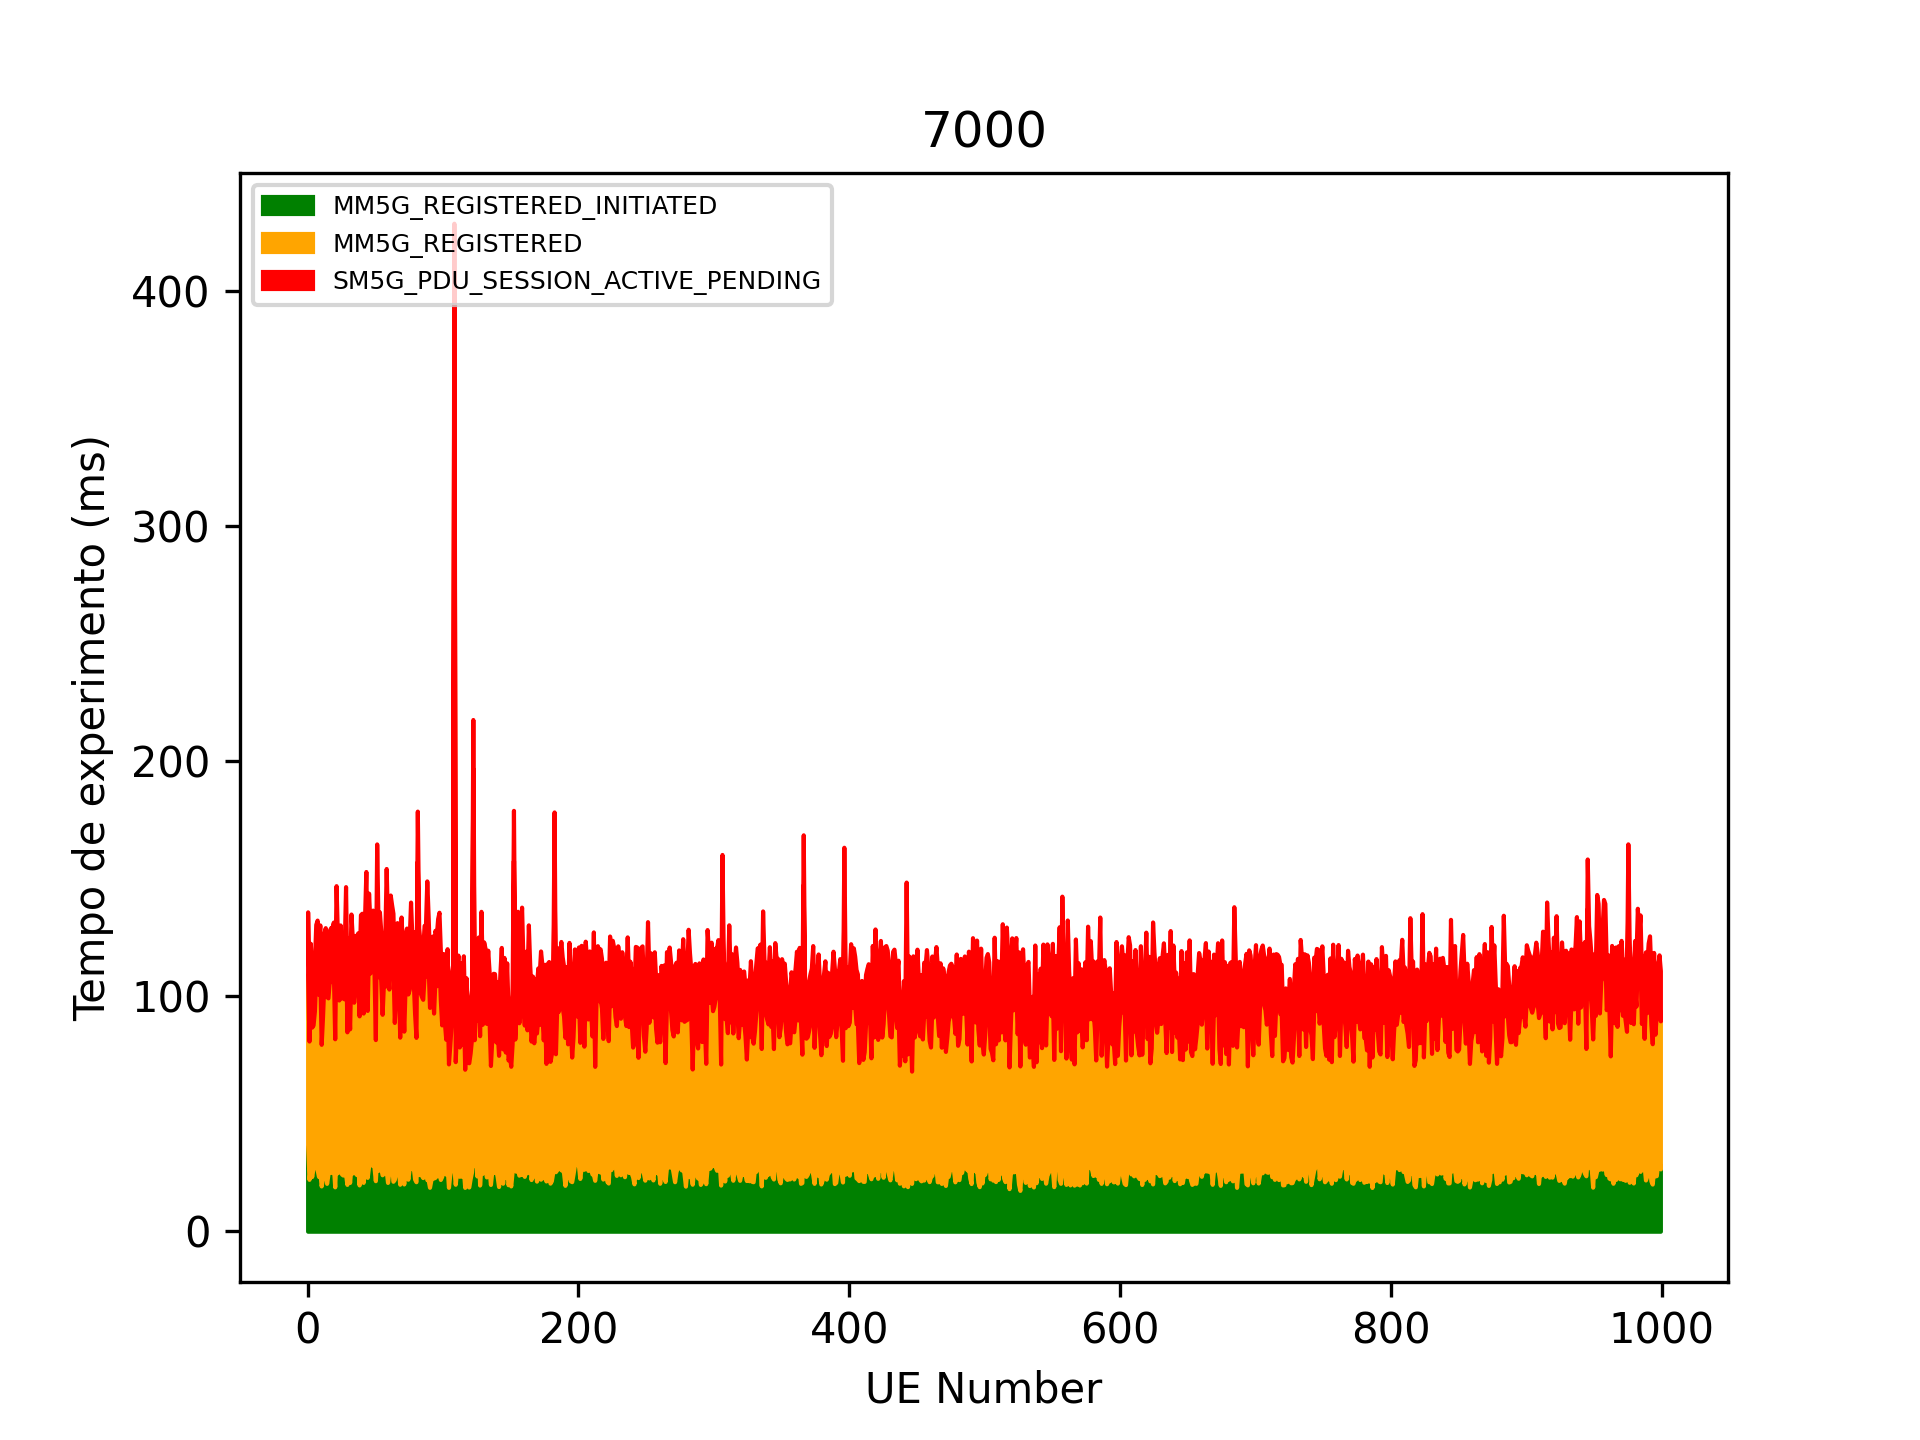 7000
MM5G_REGISTERED_INITIATED
MM5G_REGISTERED
SM5G_PDU_SESSION_ACTIVE_PENDING
Tempo de experimento (ms)
400
300
200
100
0
0 200 400 600 800 1000
UE Number